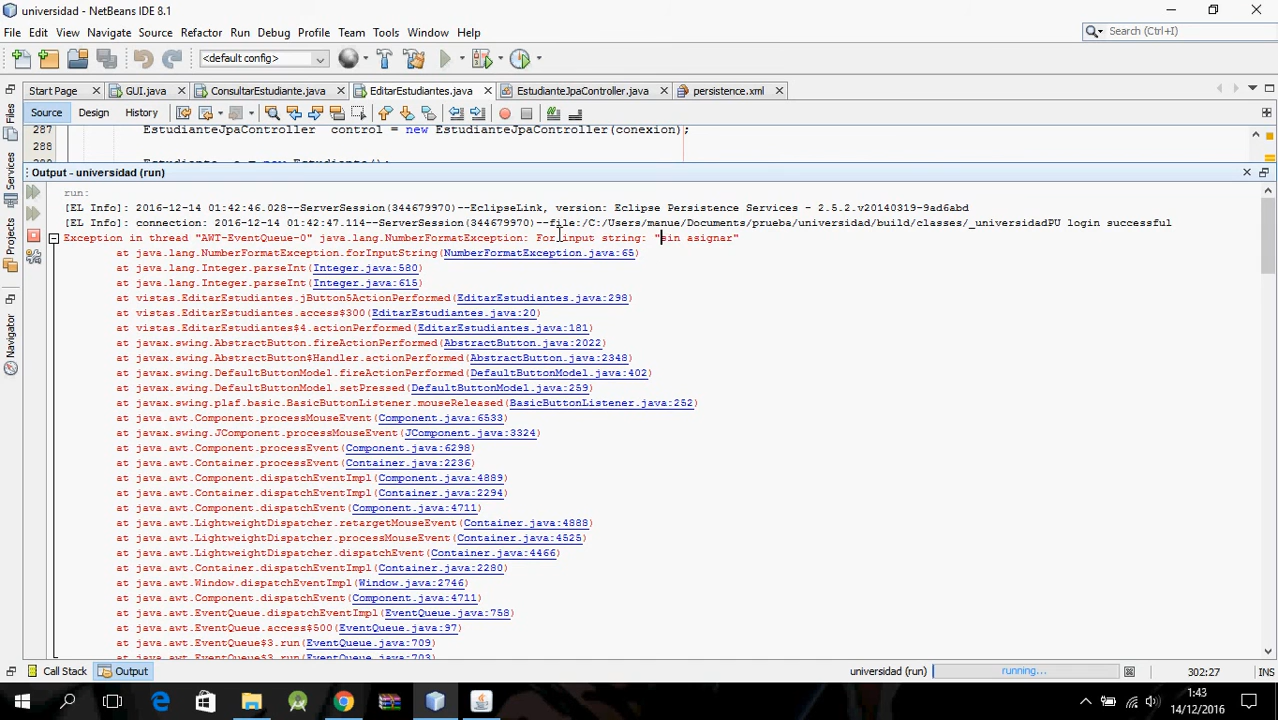 universidad - NetBeans IDE 8.1
File Edit View Navigate Source Refactor Run Debug Profile Team Tools Window Help
Search (Ctrl+I)
<default config>
Start Page GUI.java ConsultarEstudiante.java EditarEstudiantes.java EstudianteJpaController.java persistence.xml
Source Design History
Files
Services
Navigator
287 EstudianteJpaController control = new EstudianteJpaController(conexion);
288
Output - universidad (run)
run:
[EL Info]: 2016-12-14 01:42:46.028--ServerSession(344679970)--EclipseLink, version: Eclipse Persistence Services - 2.5.2.v20140319-9ad6abd
[EL Info]: connection: 2016-12-14 01:42:47.114--ServerSession(344679970)--file:/C:/Users/manue/Documents/prueba/universidad/build/classes/_universidadPU login successful
Exception in thread "AWT-EventQueue-0" java.lang.NumberFormatException: For input string: "sin asignar"
at java.lang.NumberFormatException.forInputString(NumberFormatException.java:65)
at java.lang.Integer.parseInt(Integer.java:580)
at java.lang.Integer.parseInt(Integer.java:615)
at vistas.EditarEstudiantes.jButton5ActionPerformed(EditarEstudiantes.java:298)
at vistas.EditarEstudiantes.access$300(EditarEstudiantes.java:20)
at vistas.EditarEstudiantes$4.actionPerformed(EditarEstudiantes.java:181)
at javax.swing.AbstractButton.fireActionPerformed(AbstractButton.java:2022)
at javax.swing.AbstractButton$Handler.actionPerformed(AbstractButton.java:2348)
at javax.swing.DefaultButtonModel.fireActionPerformed(DefaultButtonModel.java:402)
at javax.swing.DefaultButtonModel.setPressed(DefaultButtonModel.java:259)
at javax.swing.plaf.basic.BasicButtonListener.mouseReleased(BasicButtonListener.java:252)
at java.awt.Component.processMouseEvent(Component.java:6533)
at javax.swing.JComponent.processMouseEvent(JComponent.java:3324)
at java.awt.Component.processEvent(Component.java:6298)
at java.awt.Container.processEvent(Container.java:2236)
at java.awt.Component.dispatchEventImpl(Component.java:4889)
at java.awt.Container.dispatchEventImpl(Container.java:2294)
at java.awt.Component.dispatchEvent(Component.java:4711)
at java.awt.LightweightDispatcher.retargetMouseEvent(Container.java:4888)
at java.awt.LightweightDispatcher.processMouseEvent(Container.java:4525)
at java.awt.LightweightDispatcher.dispatchEvent(Container.java:4466)
at java.awt.Container.dispatchEventImpl(Container.java:2280)
at java.awt.Window.dispatchEventImpl(Window.java:2746)
at java.awt.Component.dispatchEvent(Component.java:4711)
at java.awt.EventQueue.dispatchEventImpl(EventQueue.java:758)
at java.awt.EventQueue.access$500(EventQueue.java:97)
at java.awt.EventQueue$3.run(EventQueue.java:709)
at java.awt.EventQueue$3.run(EventQueue.java:703)
Call Stack Output universidad (run) running... 302:27 INS
1:43
14/12/2016